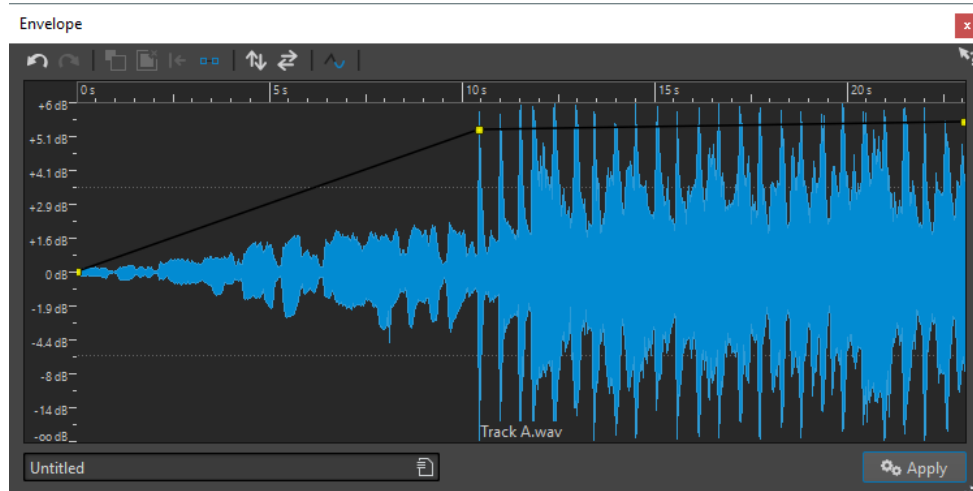 Envelope
x
0 s 5 s 10 s 15 s 20 s
+6 dB
+5.1 dB
+4.1 dB
+2.9 dB
+1.6 dB
0 dB
-1.9 dB
-4.4 dB
-8 dB
-14 dB
-oo dB
Track A.wav
Untitled
Apply